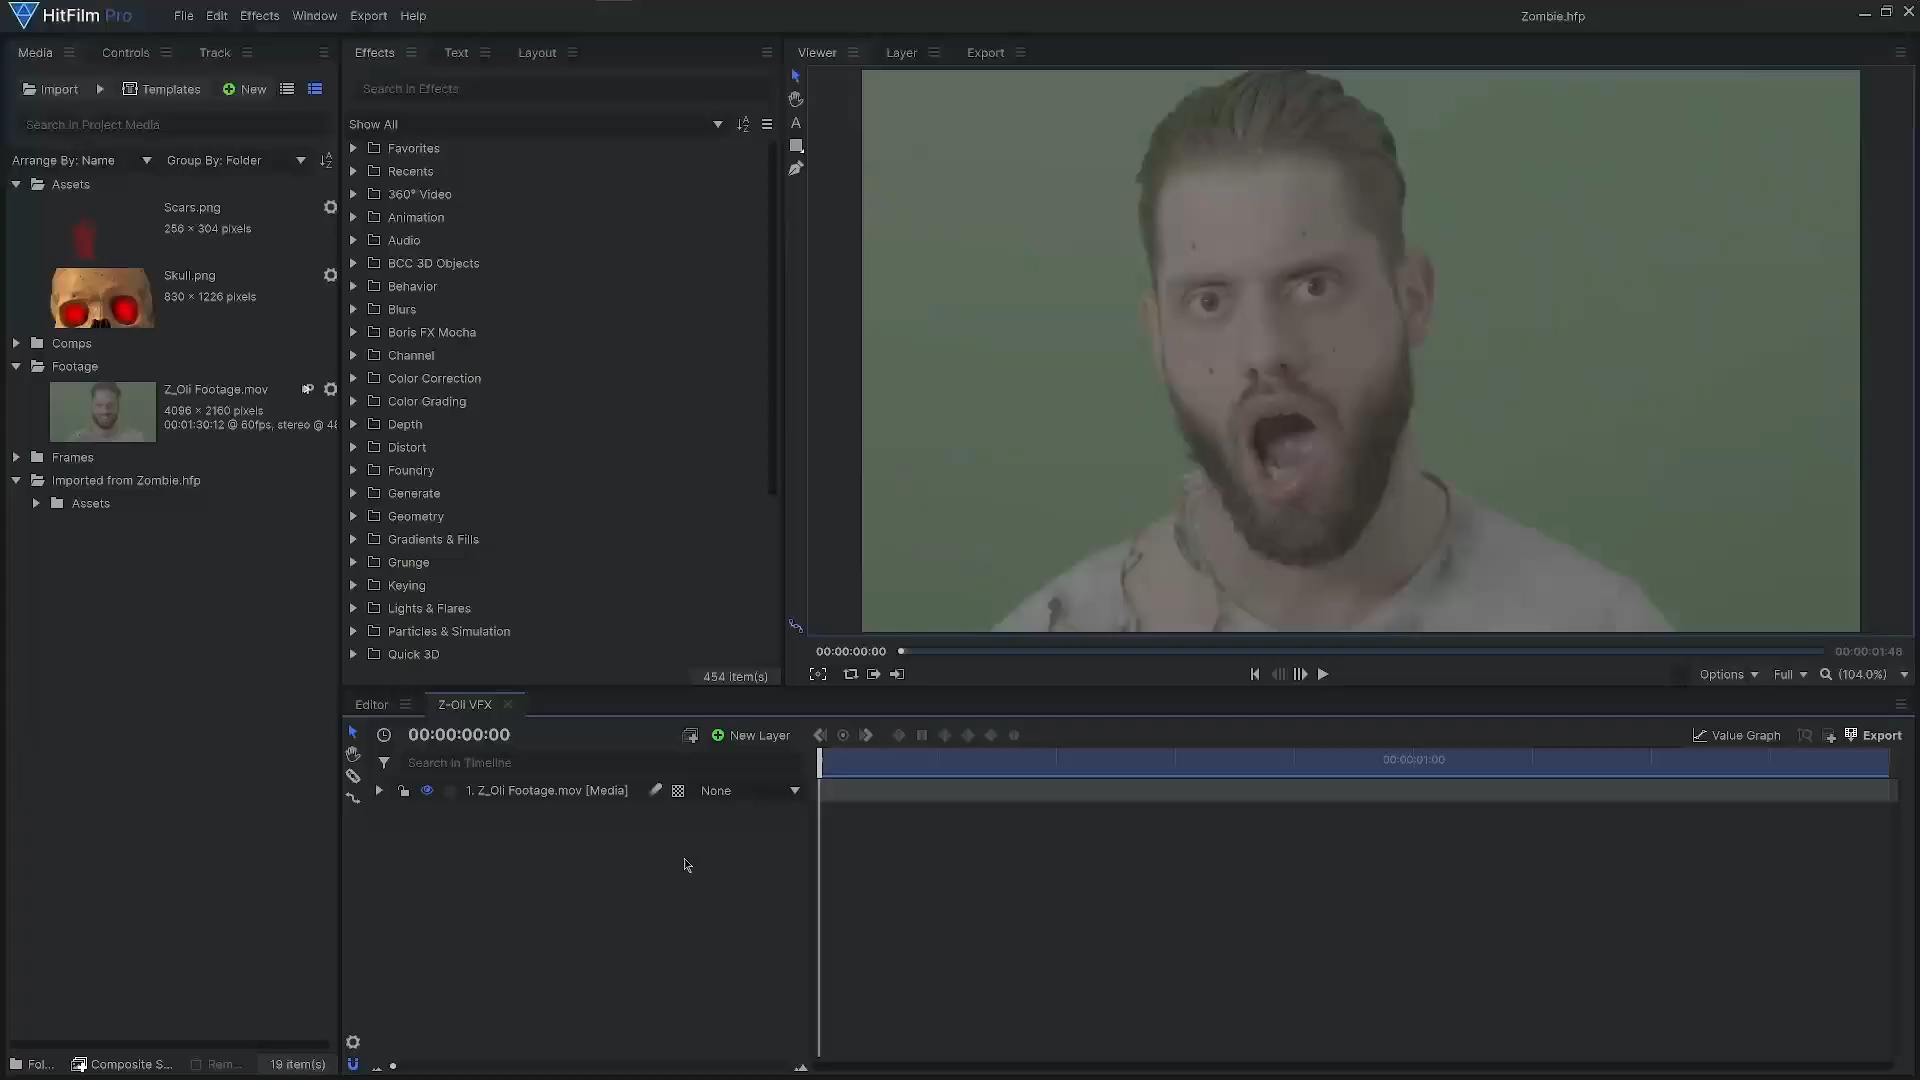 HitFilm Pro
File Edit Effects Window Export Help
Zombie.hfp
Media Controls Track
Effects Text Layout
Viewer Layer Export
Import Templates New
Search in Project Media
Arrange By: Name Group By: Folder
Assets
Scars.png
256 × 304 pixels
Skull.png
830 × 1226 pixels
Comps
Footage
Z_Oli Footage.mov
4096 × 2160 pixels
00:01:30:12 @ 60fps, stereo @ 48
Frames
Imported from Zombie.hfp
Assets
Fol... Composite S... Rem... 19 item(s)
Search in Effects
Show All
Favorites
Recents
360° Video
Animation
Audio
BCC 3D Objects
Behavior
Blurs
Boris FX Mocha
Channel
Color Correction
Color Grading
Depth
Distort
Foundry
Generate
Geometry
Gradients & Fills
Grunge
Keying
Lights & Flares
Particles & Simulation
Quick 3D
454 item(s)
A
00:00:00:00 00:00:01:48
Options Full (104.0%)
Editor Z-Oli VFX
00:00:00:00 New Layer Value Graph Export
Search in Timeline 00:00:01:00
1. Z_Oli Footage.mov [Media] None